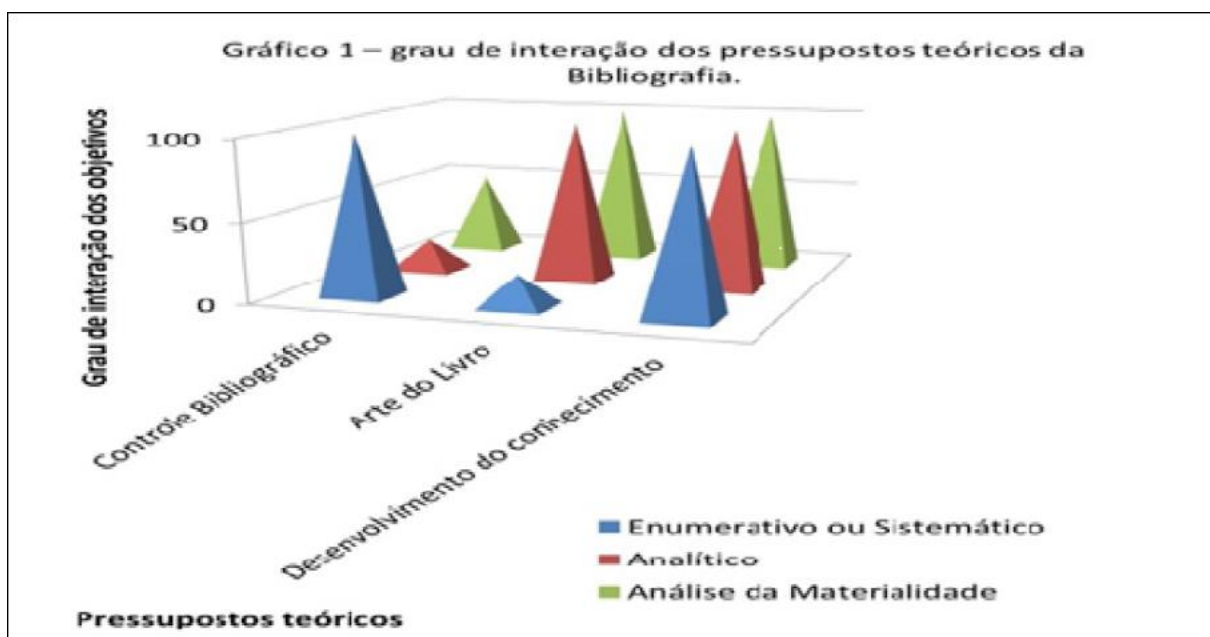 Gráfico 1 – grau de interação dos pressupostos teóricos da
Bibliografia.
Grau de interação dos objetivos
100
50
0
Controle Bibliográfico
Arte do Livro
Desenvolvimento do conhecimento
Enumerativo ou Sistemático
Analítico
Análise da Materialidade
Pressupostos teóricos